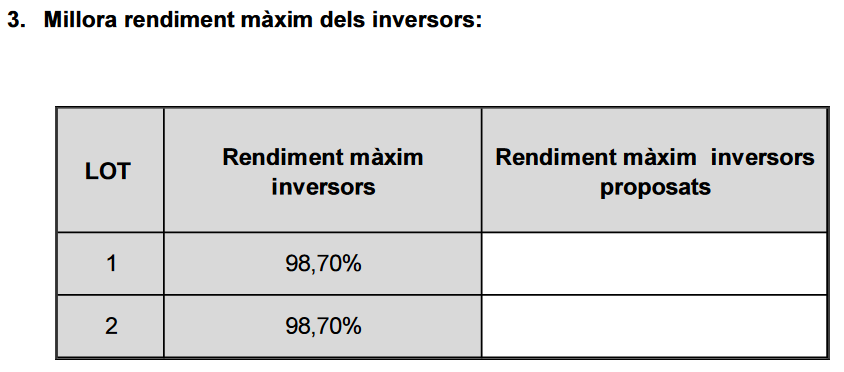 3. Millora rendiment màxim dels inversors:
LOT
Rendiment màxim
inversors
Rendiment màxim inversors
proposats
1
98,70%
2
98,70%